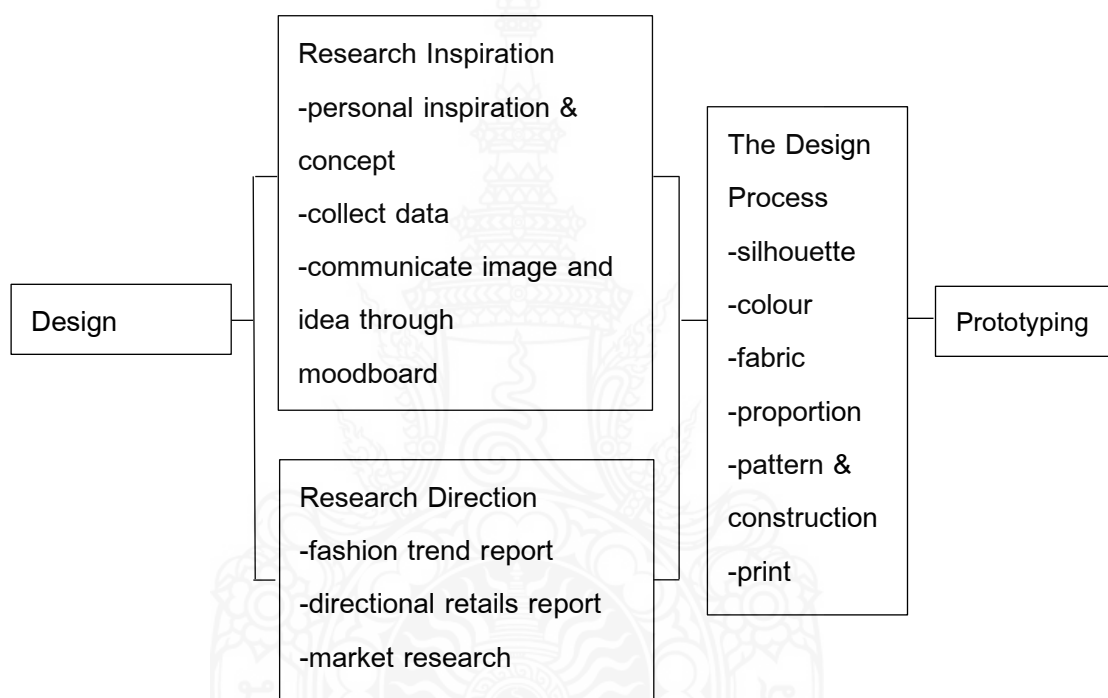 Design
Research Inspiration
-personal inspiration &
concept
-collect data
-communicate image and
idea through
moodboard
Research Direction
-fashion trend report
-directional retails report
-market research
The Design
Process
-silhouette
-colour
-fabric
-proportion
-pattern &
construction
-print
Prototyping